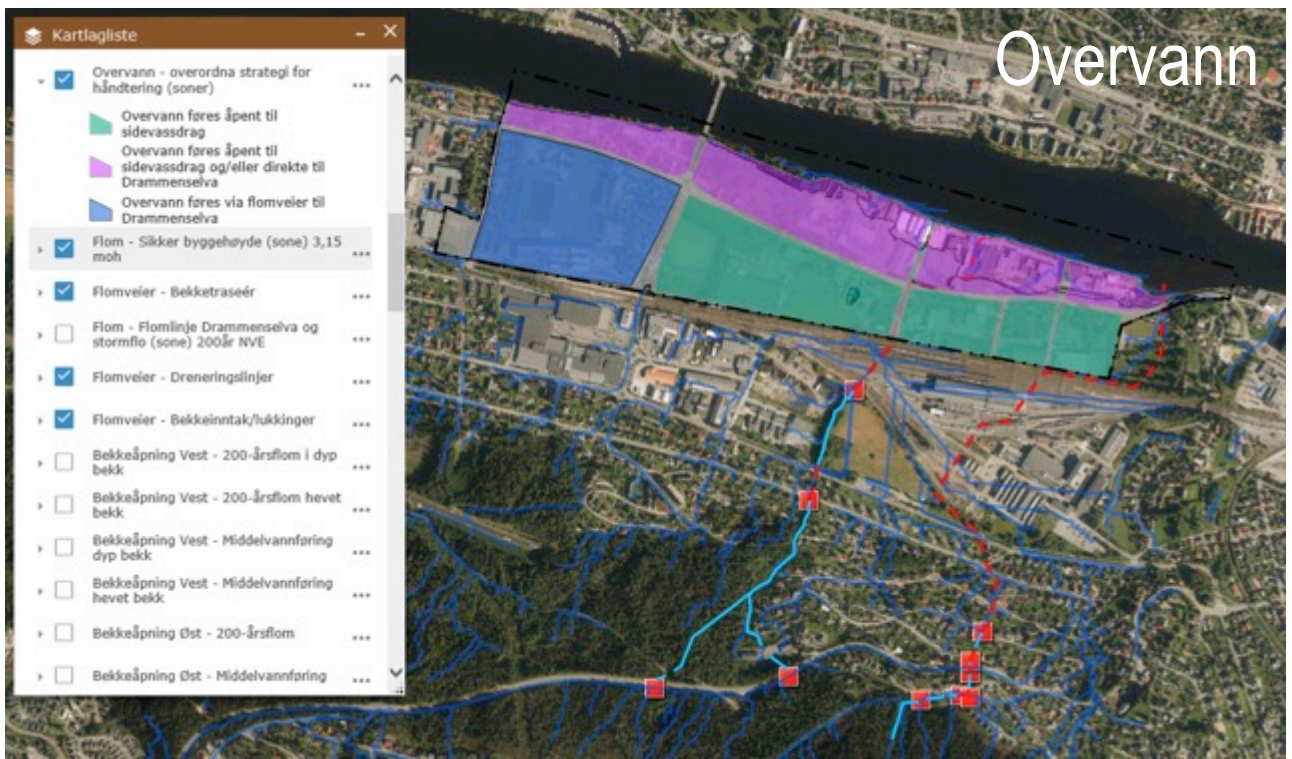 Overvann
Kartlagliste
Overvann - overordna strategi for
håndtering (soner)
Overvann føres åpent til
sidevassdrag
Overvann føres åpent til
sidevassdrag og/eller direkte til
Drammenselva
Overvann føres via flomveier til
Drammenselva
Flom - Sikker byggehøyde (sone) 3,15
moh
Flomveier - Bekketraseér
Flom - Flomlinje Drammenselva og
stormflo (sone) 200år NVE
Flomveier - Dreneringslinjer
Flomveier - Bekkeinntak/lukkinger
Bekkeåpning Vest - 200-årsflom i dyp
bekk
Bekkeåpning Vest - 200-årsflom hevet
bekk
Bekkeåpning Vest - Middelvannføring
dyp bekk
Bekkeåpning Vest - Middelvannføring
hevet bekk
Bekkeåpning Øst - 200-årsflom
Bekkeåpning Øst - Middelvannføring